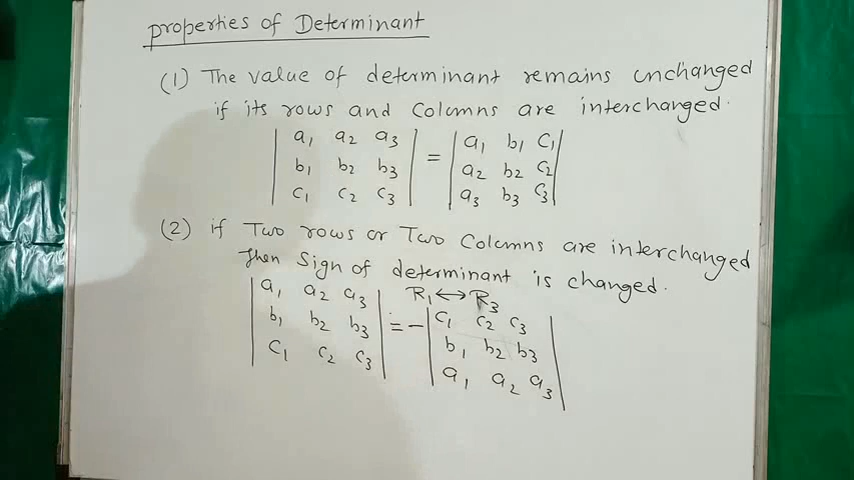 properties of Determinant
(1) The value of determinant remains unchanged
if its rows and Columns are interchanged.
| a₁ a₂ a₃ | = | a₁ b₁ c₁ |
| b₁ b₂ b₃ | | a₂ b₂ c₂ |
| c₁ c₂ c₃ | | a₃ b₃ c₃ |
(2) if Two rows or Two Columns are interchanged
Then Sign of determinant is changed.
R₁ ↔ R₃
| a₁ a₂ a₃ | = - | c₁ c₂ c₃ |
| b₁ b₂ b₃ | | b₁ b₂ b₃ |
| c₁ c₂ c₃ | | a₁ a₂ a₃ |